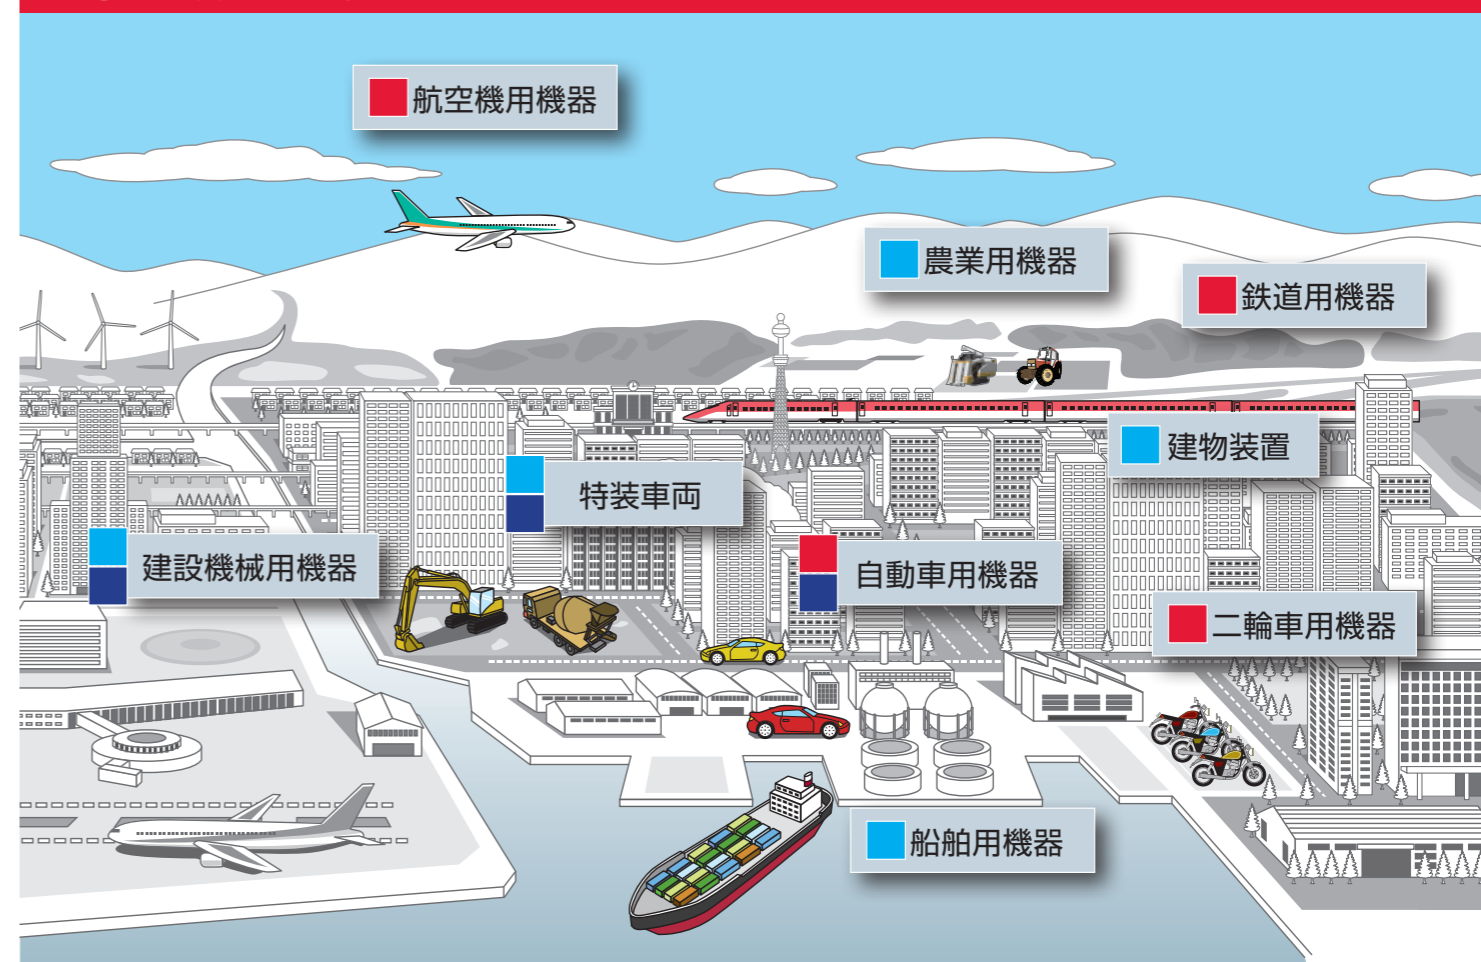 航空機用機器
農業用機器
鉄道用機器
建物装置
特装車両
建設機械用機器
自動車用機器
二輪車用機器
船舶用機器